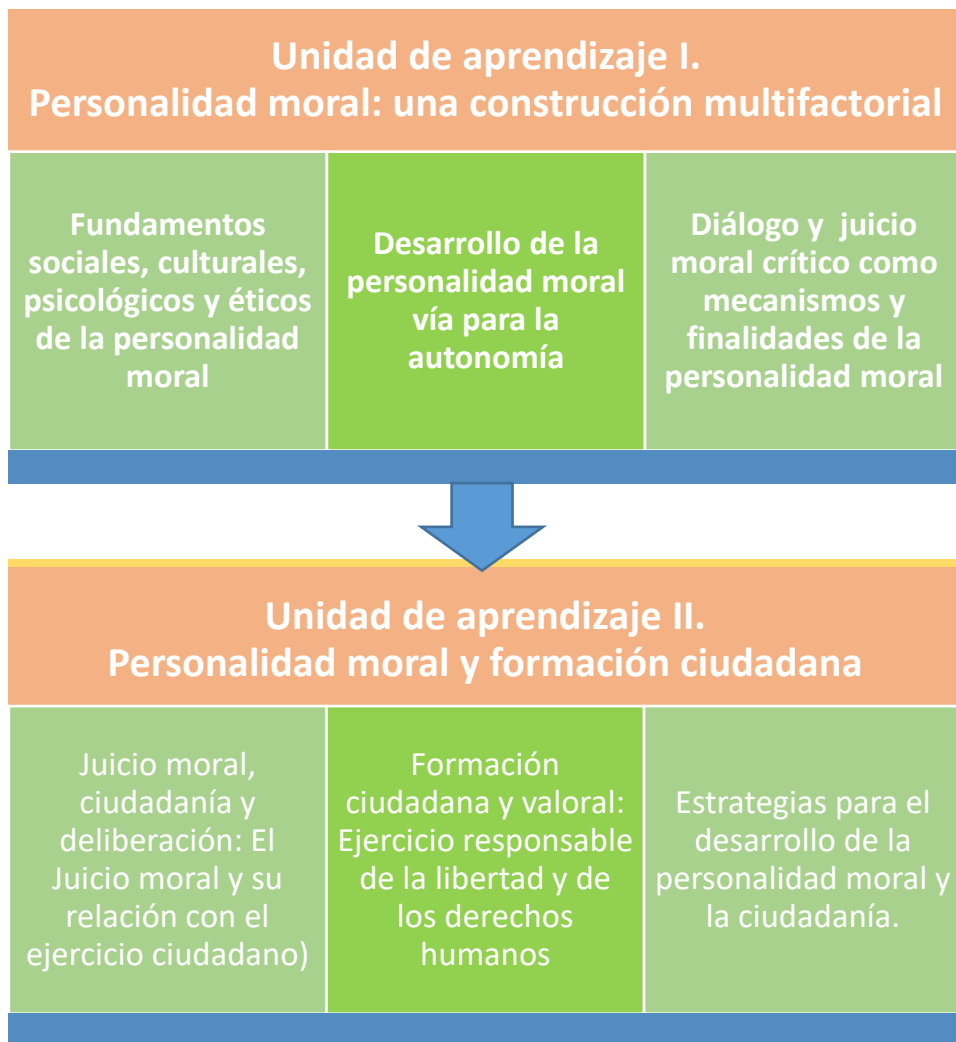 Unidad de aprendizaje I.
Personalidad moral: una construcción multifactorial
Fundamentos
sociales, culturales,
psicológicos y éticos
de la personalidad
moral
Desarrollo de la
personalidad moral
vía para la
autonomía
Diálogo y juicio
moral crítico como
mecanismos y
finalidades de la
personalidad moral
Unidad de aprendizaje II.
Personalidad moral y formación ciudadana
Juicio moral,
ciudadanía y
deliberación: El
Juicio moral y su
relación con el
ejercicio ciudadano)
Formación
ciudadana y valoral:
Ejercicio responsable
de la libertad y de
los derechos
humanos
Estrategias para el
desarrollo de la
personalidad moral y
la ciudadanía.